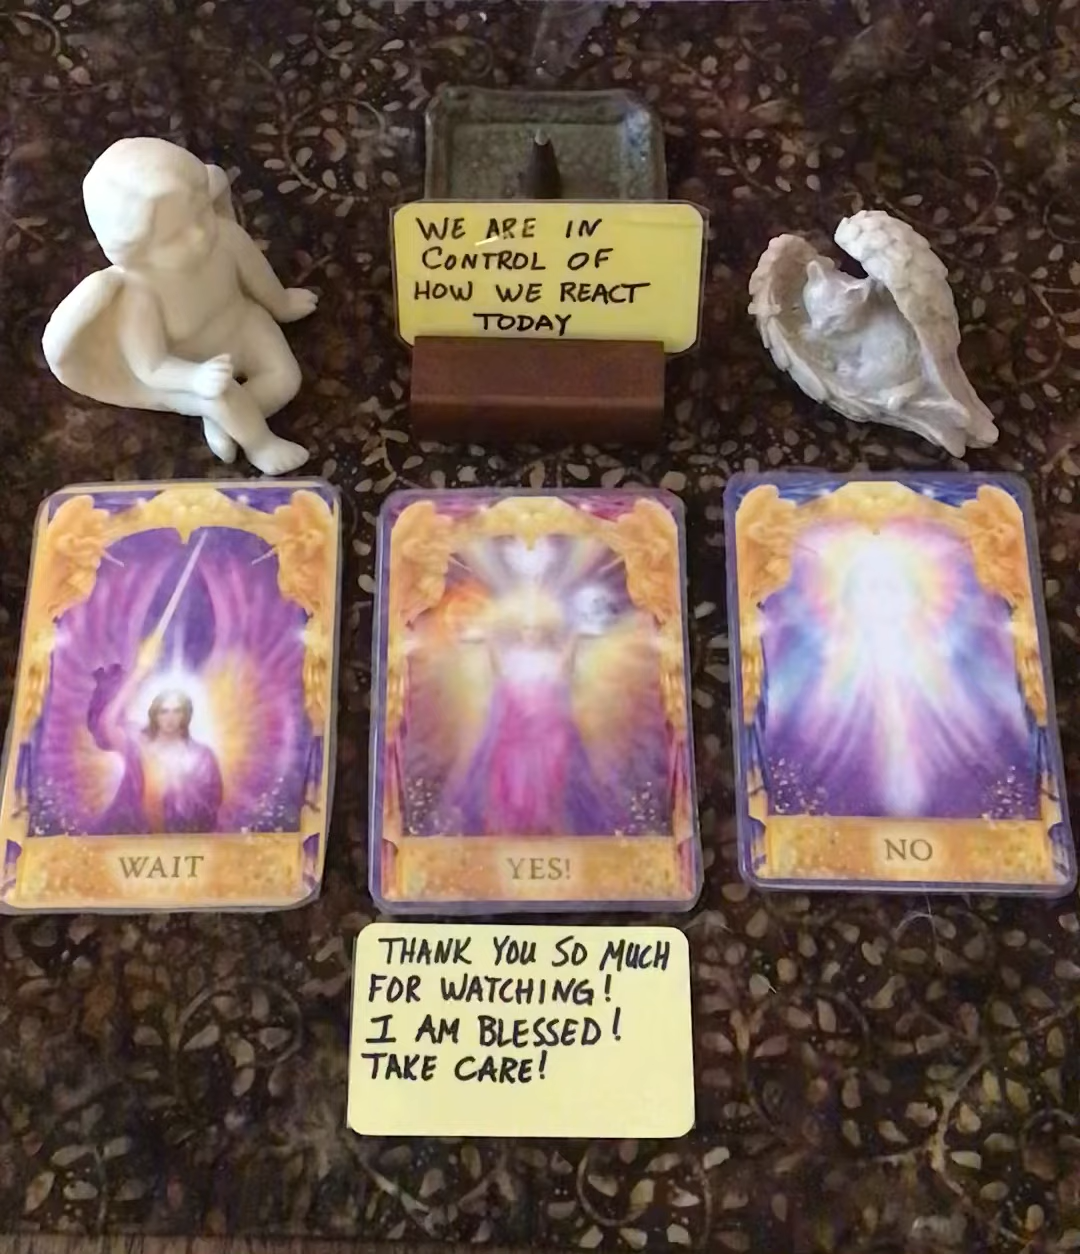 WE ARE IN
CONTROL OF
HOW WE REACT
TODAY
WAIT
YES!
NO
THANK YOU SO MUCH
FOR WATCHING!
I AM BLESSED!
TAKE CARE!